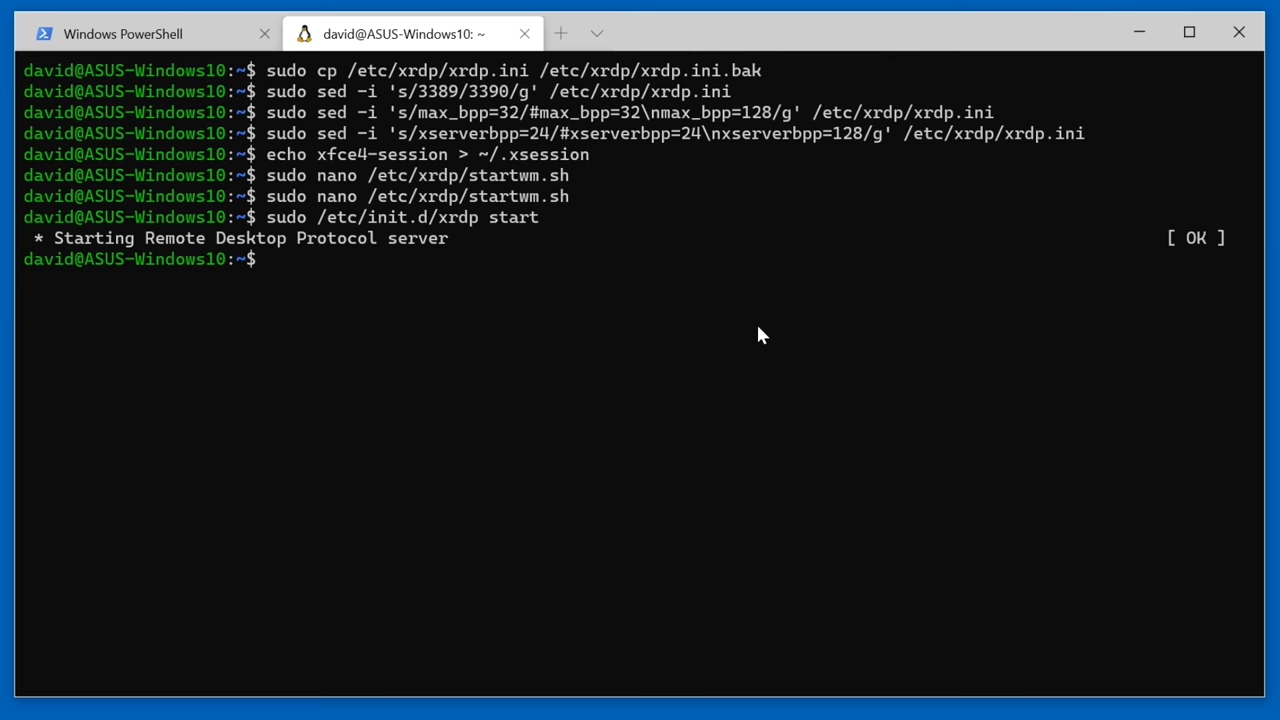 Windows PowerShell
david@ASUS-Windows10: ~
david@ASUS-Windows10:~$ sudo cp /etc/xrdp/xrdp.ini /etc/xrdp/xrdp.ini.bak
david@ASUS-Windows10:~$ sudo sed -i 's/3389/3390/g' /etc/xrdp/xrdp.ini
david@ASUS-Windows10:~$ sudo sed -i 's/max_bpp=32/#max_bpp=32\nmax_bpp=128/g' /etc/xrdp/xrdp.ini
david@ASUS-Windows10:~$ sudo sed -i 's/xserverbpp=24/#xserverbpp=24\nxserverbpp=128/g' /etc/xrdp/xrdp.ini
david@ASUS-Windows10:~$ echo xfce4-session > ~/.xsession
david@ASUS-Windows10:~$ sudo nano /etc/xrdp/startwm.sh
david@ASUS-Windows10:~$ sudo nano /etc/xrdp/startwm.sh
david@ASUS-Windows10:~$ sudo /etc/init.d/xrdp start
* Starting Remote Desktop Protocol server [ OK ]
david@ASUS-Windows10:~$